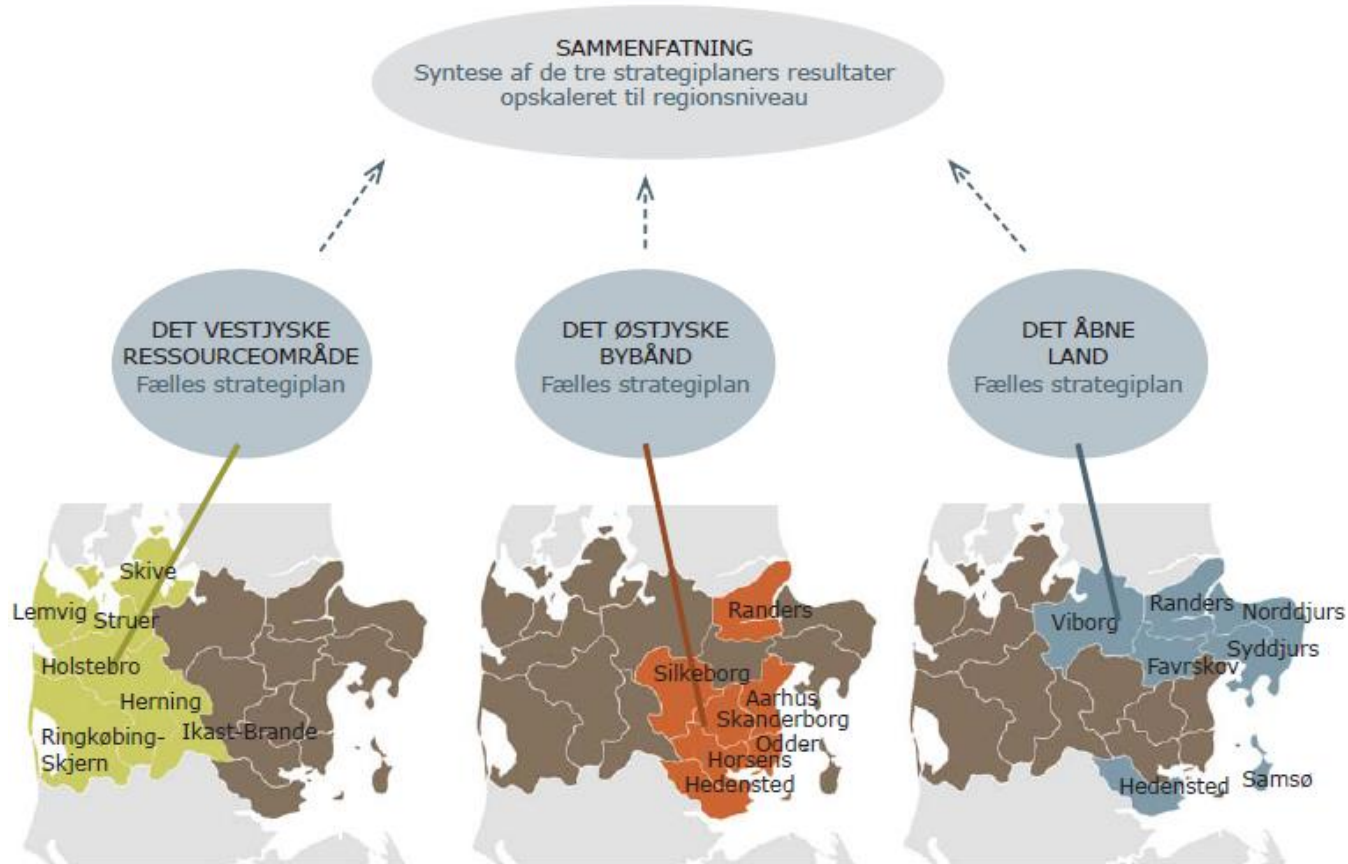 SAMMENFATNING
Syntese af de tre strategiplaners resultater
opskaleret til regionsniveau
DET VESTJYSKE
RESSOURCEOMRÅDE
Fælles strategiplan
DET ØSTJYSKE
BYBÅND
Fælles strategiplan
DET ÅBNE
LAND
Fælles strategiplan
Skive
Lemvig
Struer
Holstebro
Herning
Ringkøbing-
Skjern
Ikast-Brande
Randers
Silkeborg
Aarhus
Skanderborg
Odder
Horsens
Hedensted
Viborg
Randers
Norddjurs
Syddjurs
Favrskov
Hedensted
Samsø